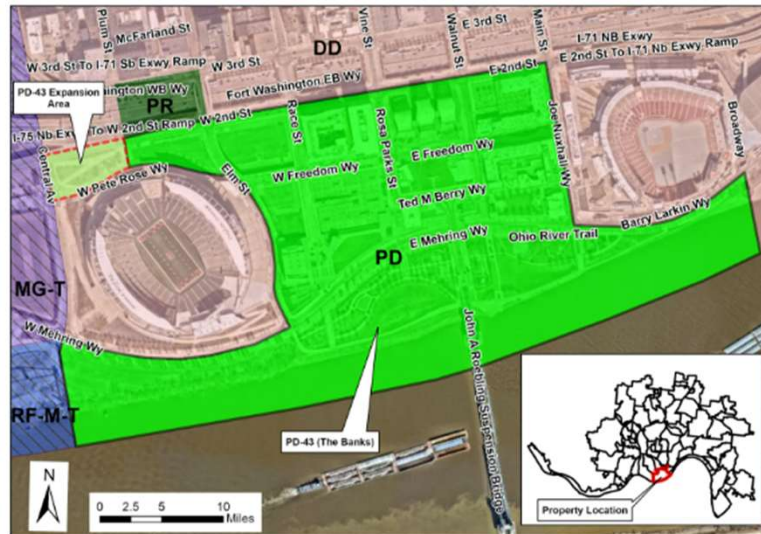 Plum St
McFarland St
W 3rd St To I-71 Sb Exwy Ramp
W 3rd St
DD
Vine St
Walnut St
E 3rd St
Main St
I-71 NB Exwy
E 2nd St To I-71 Nb Exwy Ramp
PD-43 Expansion
Area
PR
Fort Washington EB Wy
E 2nd St
I-75 Nb Exwy To W 2nd St Ramp
W 2nd St
Central Av
W Pete Rose Wy
Elm St
Race St
Rosa Parks St
Joe Nuxhall Wy
Broadway
W Freedom Wy
E Freedom Wy
Ted M Berry Wy
E Mehring Wy
Ohio River Trail
Barry Larkin Wy
PD
MG-T
W Mehring Wy
RF-M-T
John A Roebling Suspension Bridge
PD-43 (The Banks)
N
0 2.5 5 10
Miles
Property Location